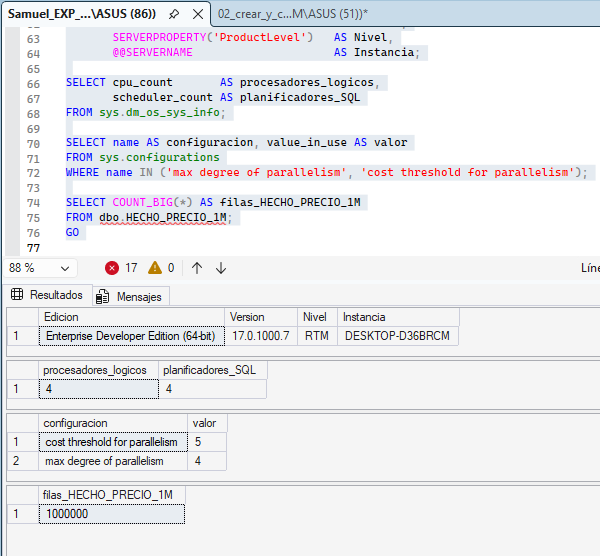 Samuel_EXP_...\ASUS (86))
02_crear_y_c...M\ASUS (51))*
63 SERVERPROPERTY('ProductLevel') AS Nivel,
64 @@SERVERNAME AS Instancia;
65
66 SELECT cpu_count AS procesadores_logicos,
67 scheduler_count AS planificadores_SQL
68 FROM sys.dm_os_sys_info;
69
70 SELECT name AS configuracion, value_in_use AS valor
71 FROM sys.configurations
72 WHERE name IN ('max degree of parallelism', 'cost threshold for parallelism');
73
74 SELECT COUNT_BIG(*) AS filas_HECHO_PRECIO_1M
75 FROM dbo.HECHO_PRECIO_1M;
76 GO
77
88 % 17 0 Líne
Resultados Mensajes
Edicion Version Nivel Instancia
1 Enterprise Developer Edition (64-bit) 17.0.1000.7 RTM DESKTOP-D36BRCM
procesadores_logicos planificadores_SQL
1 4 4
configuracion valor
1 cost threshold for parallelism 5
2 max degree of parallelism 4
filas_HECHO_PRECIO_1M
1 1000000